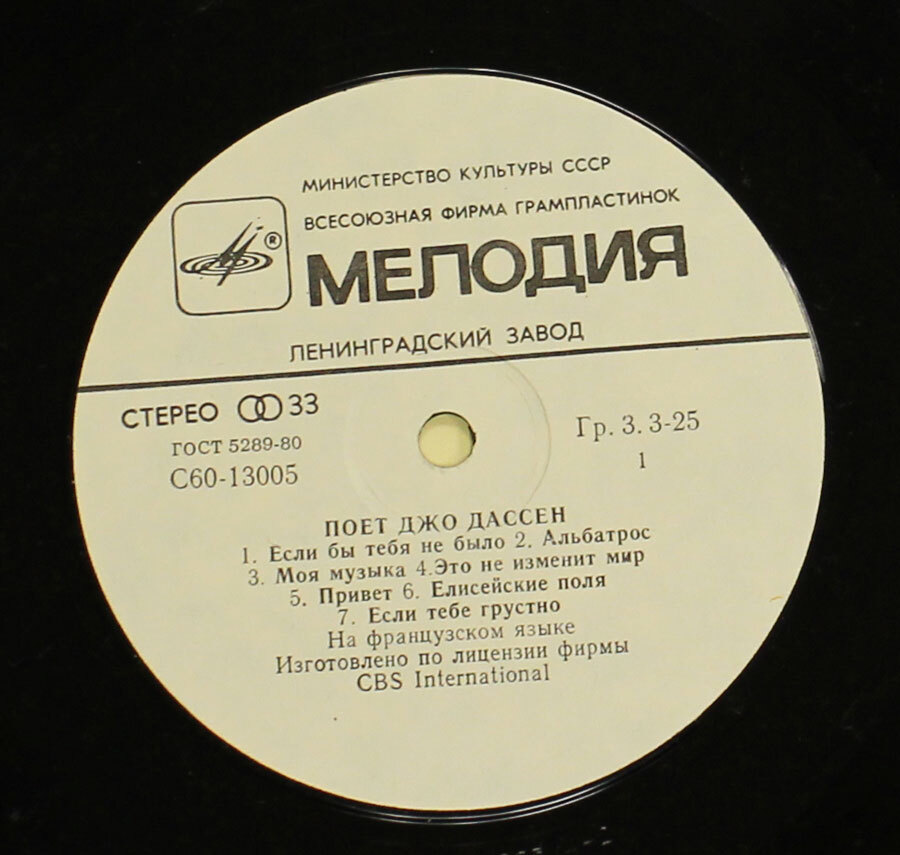 МИНИСТЕРСТВО КУЛЬТУРЫ СССР
ВСЕСОЮЗНАЯ ФИРМА ГРАМПЛАСТИНОК
®
МЕЛОДИЯ
ЛЕНИНГРАДСКИЙ ЗАВОД
СТЕРЕО 33
ГОСТ 5289-80
С60-13005
Гр. 3. 3-25
1
ПОЕТ ДЖО ДАССЕН
1. Если бы тебя не было 2. Альбатрос
3. Моя музыка 4.Это не изменит мир
5. Привет 6. Елисейские поля
7. Если тебе грустно
На французском языке
Изготовлено по лицензии фирмы
CBS International